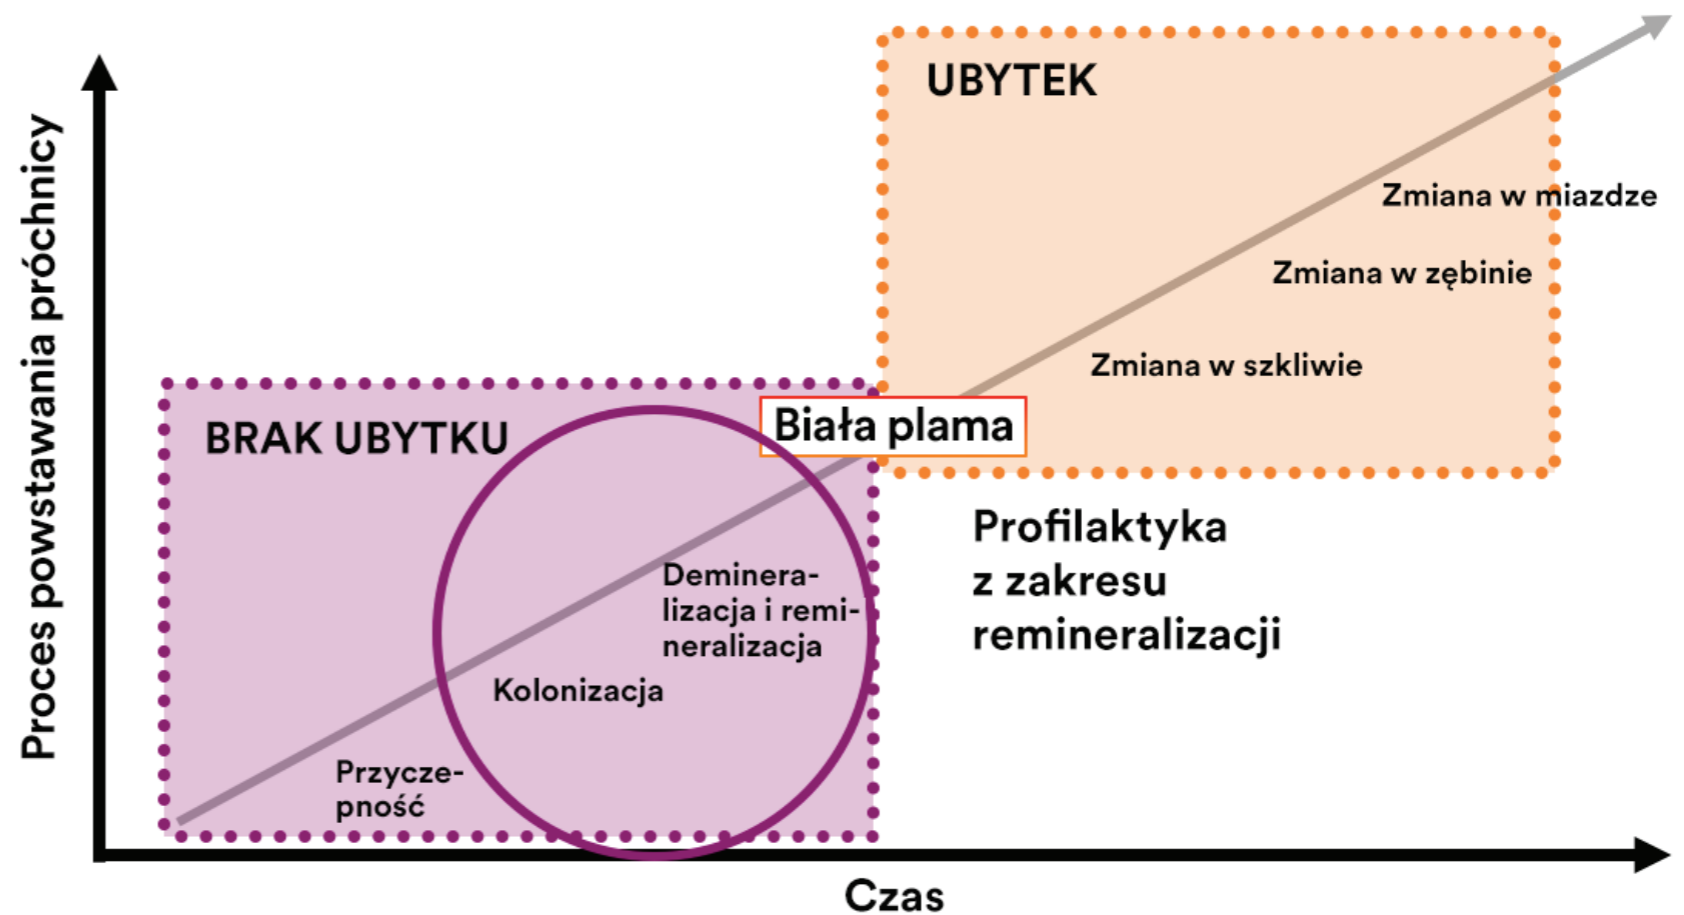 Proces powstawania próchnicy
UBYTEK
Zmiana w miazdze
Zmiana w zębinie
Zmiana w szkliwie
Biała plama
BRAK UBYTKU
Deminera-
lizacja i remi-
neralizacja
Kolonizacja
Przycze-
pność
Profilaktyka
z zakresu
remineralizacji
Czas